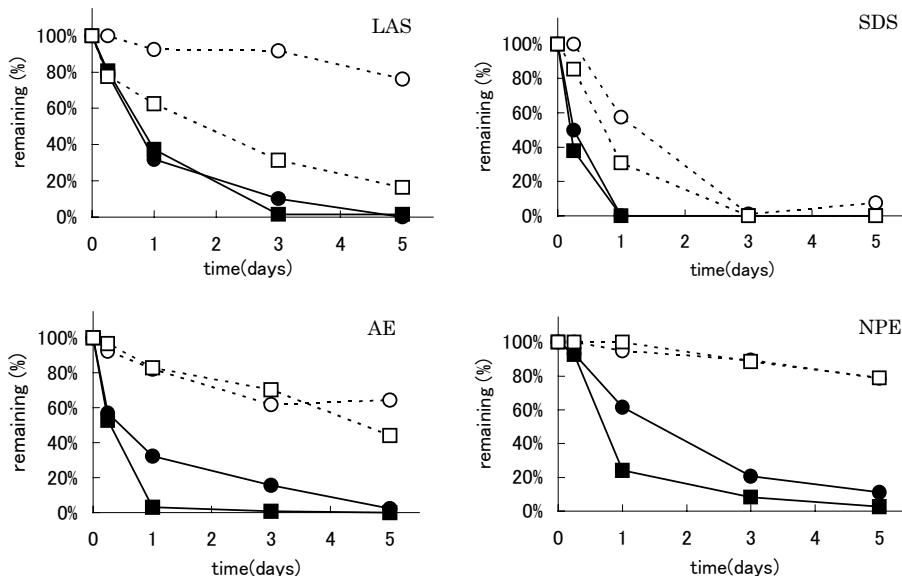 LAS
100%
80%
60%
40%
20%
0%
remaining (%)
0 1 2 3 4 5
time(days)
SDS
100%
80%
60%
40%
20%
0%
remaining (%)
0 1 2 3 4 5
time(days)
AE
100%
80%
60%
40%
20%
0%
remaining (%)
0 1 2 3 4 5
time(days)
NPE
100%
80%
60%
40%
20%
0%
remaining (%)
0 1 2 3 4 5
time(days)